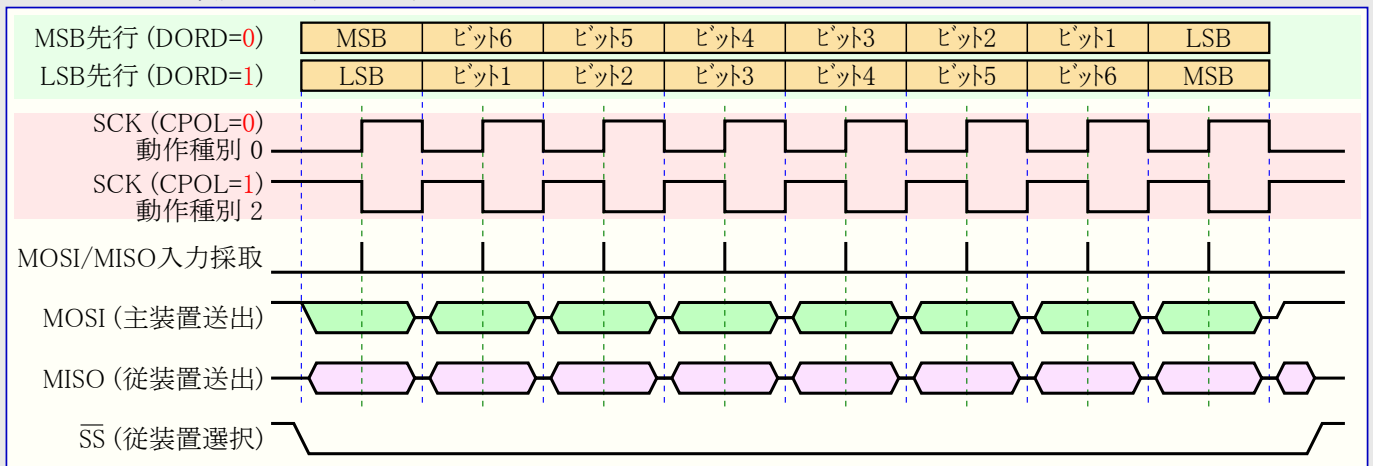 MSB先行 (DORD=0) MSB ﾋﾞｯﾄ6 ﾋﾞｯﾄ5 ﾋﾞｯﾄ4 ﾋﾞｯﾄ3 ﾋﾞｯﾄ2 ﾋﾞｯﾄ1 LSB
LSB先行 (DORD=1) LSB ﾋﾞｯﾄ1 ﾋﾞｯﾄ2 ﾋﾞｯﾄ3 ﾋﾞｯﾄ4 ﾋﾞｯﾄ5 ﾋﾞｯﾄ6 MSB
SCK (CPOL=0)
動作種別 0
SCK (CPOL=1)
動作種別 2
MOSI/MISO入力採取
MOSI (主装置送出)
MISO (従装置送出)
SS (従装置選択)